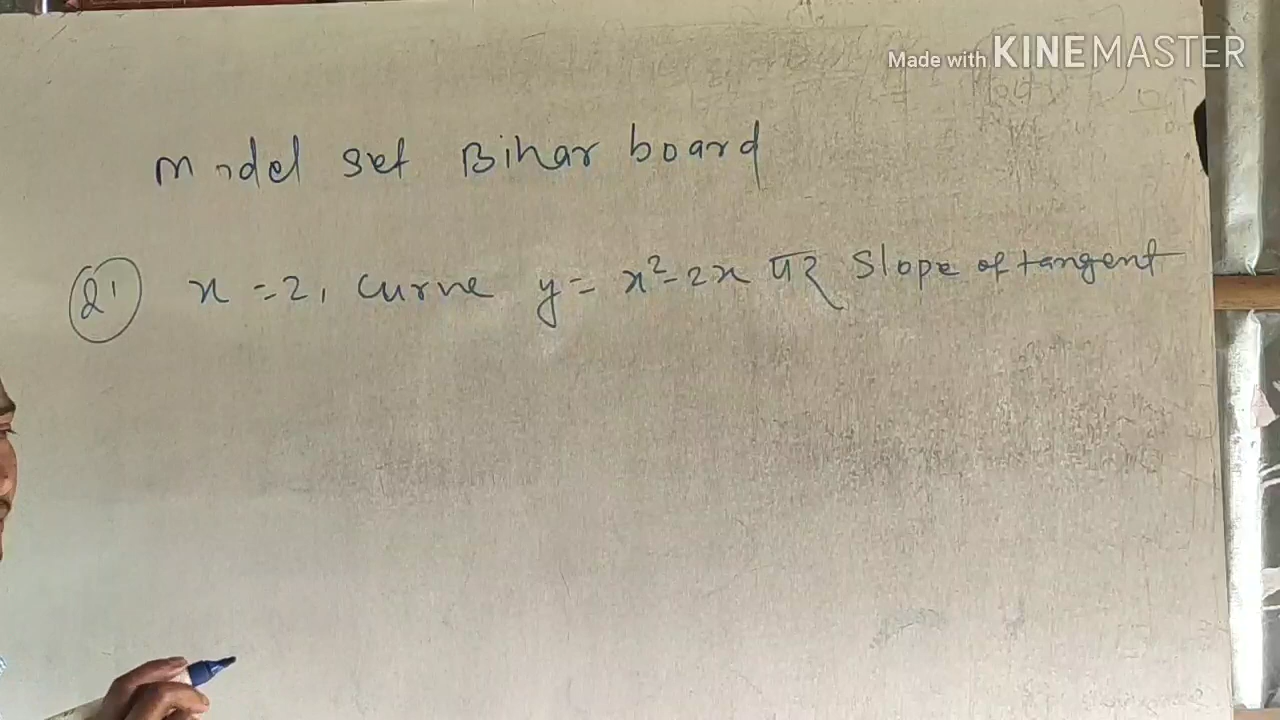 Made with KINEMASTER
Model set Bihar board
Q1 x = 2, curve y = x² - 2x पर slope of tangent